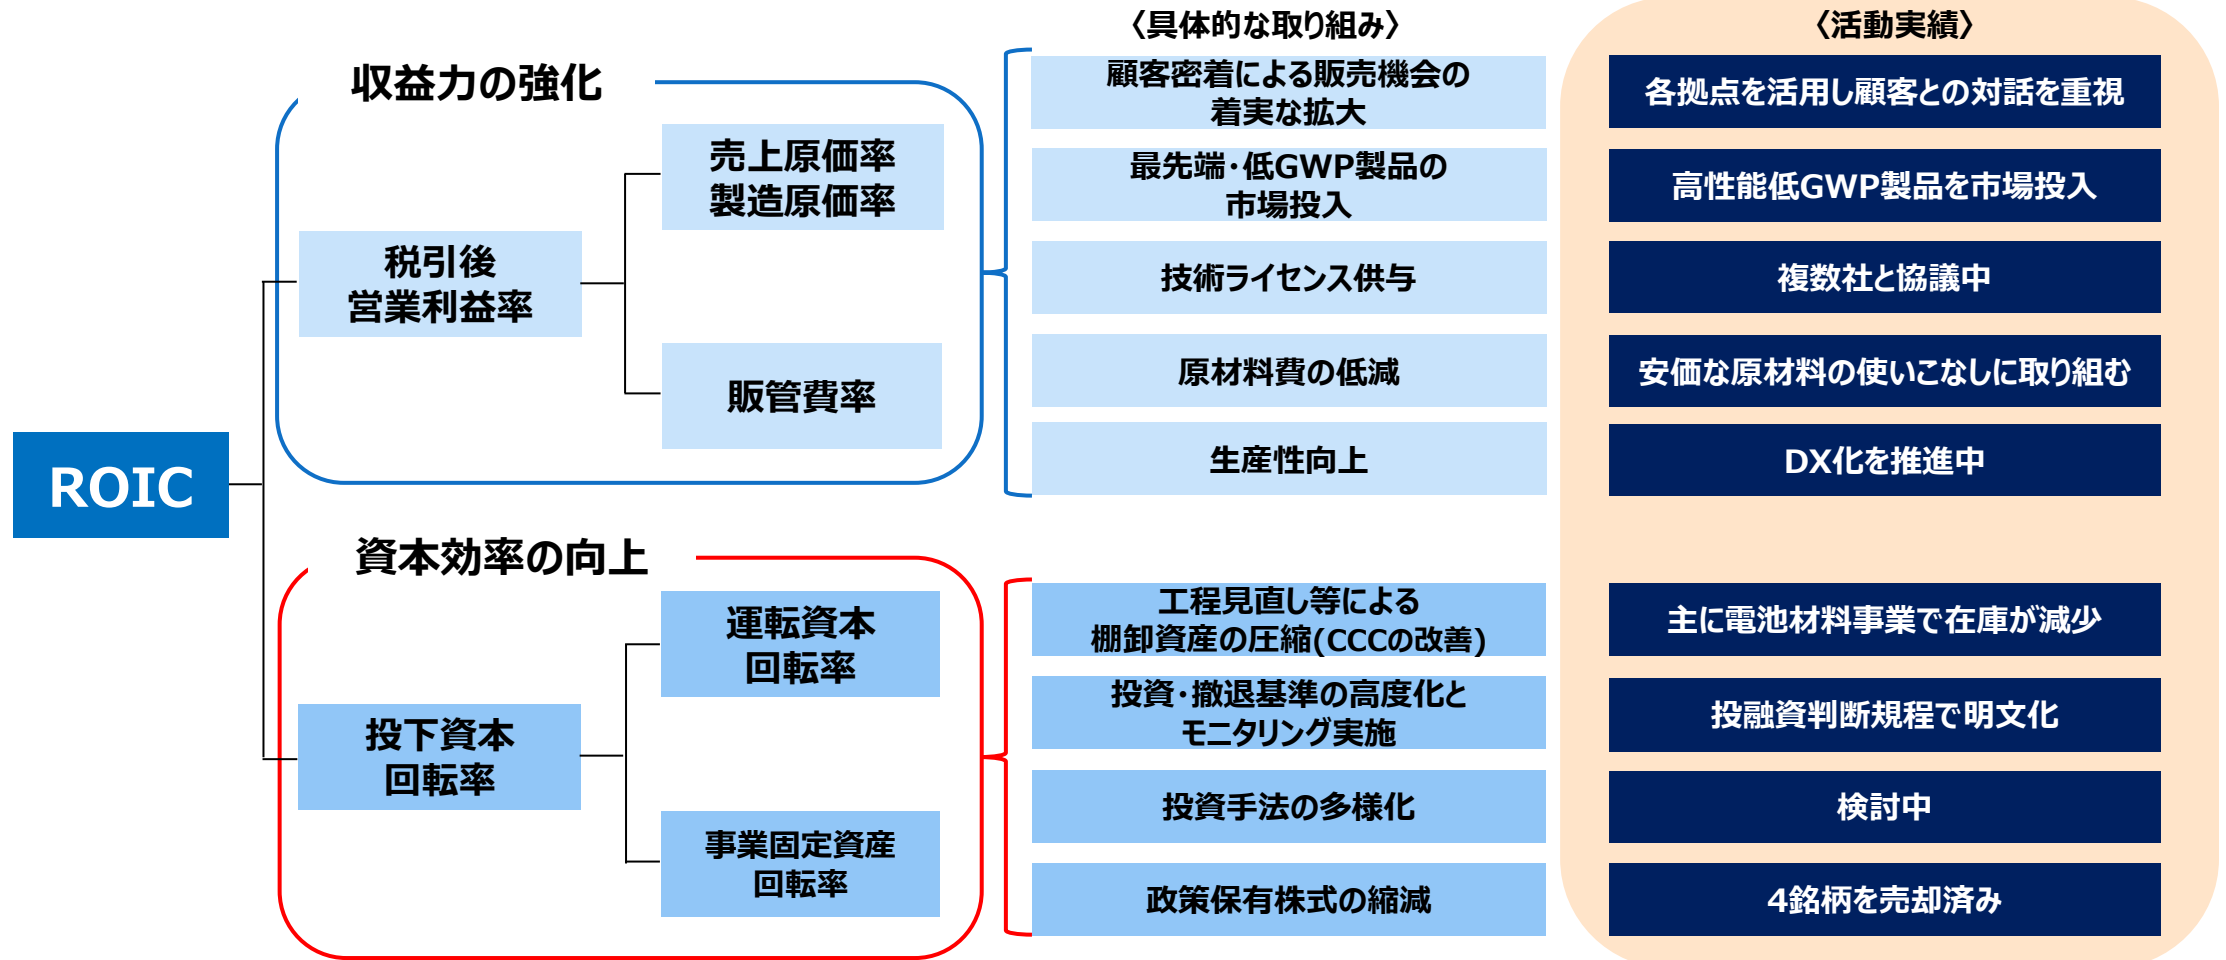 〈具体的な取り組み〉
〈活動実績〉
収益力の強化
顧客密着による販売機会の
着実な拡大
各拠点を活用し顧客との対話を重視
売上原価率
製造原価率
最先端・低GWP製品の
市場投入
高性能低GWP製品を市場投入
税引後
営業利益率
技術ライセンス供与
複数社と協議中
販管費率
原材料費の低減
安価な原材料の使いこなしに取り組む
生産性向上
DX化を推進中
ROIC
資本効率の向上
運転資本
回転率
工程見直し等による
棚卸資産の圧縮(CCCの改善)
主に電池材料事業で在庫が減少
投下資本
回転率
投資・撤退基準の高度化と
モニタリング実施
投融資判断規程で明文化
投資手法の多様化
検討中
事業固定資産
回転率
政策保有株式の縮減
4銘柄を売却済み